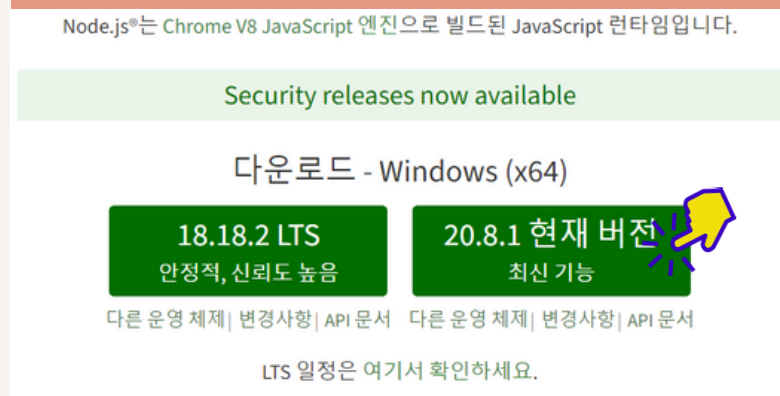 Node.js®는 Chrome V8 JavaScript 엔진으로 빌드된 JavaScript 런타임입니다.
Security releases now available
다운로드 - Windows (x64)
18.18.2 LTS
안정적, 신뢰도 높음
20.8.1 현재 버전
최신 기능
다른 운영 체제| 변경사항| API 문서
다른 운영 체제| 변경사항| API 문서
LTS 일정은 여기서 확인하세요.